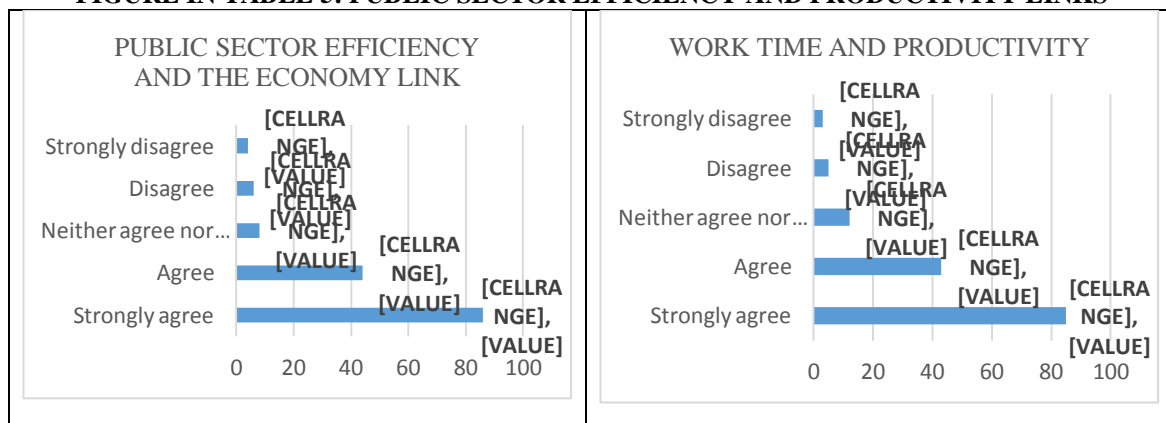 FIGURE IN TABLE 5: PUBLIC SECTOR EFFICIENCY AND PRODUCTIVITY LINKS
PUBLIC SECTOR EFFICIENCY
AND THE ECONOMY LINK
Strongly disagree
[CELLRA
NGE],
[VALUE]
Disagree
[CELLRA
NGE],
[VALUE]
Neither agree nor...
[CELLRA
NGE],
[VALUE]
Agree
[CELLRA
NGE],
[VALUE]
Strongly agree
[CELLRA
NGE],
[VALUE]
0 20 40 60 80 100
WORK TIME AND PRODUCTIVITY
Strongly disagree
[CELLRA
NGE],
[VALUE]
Disagree
[CELLRA
NGE],
[VALUE]
Neither agree nor...
[CELLRA
NGE],
[VALUE]
Agree
[CELLRA
NGE],
[VALUE]
Strongly agree
[CELLRA
NGE],
[VALUE]
0 20 40 60 80 100